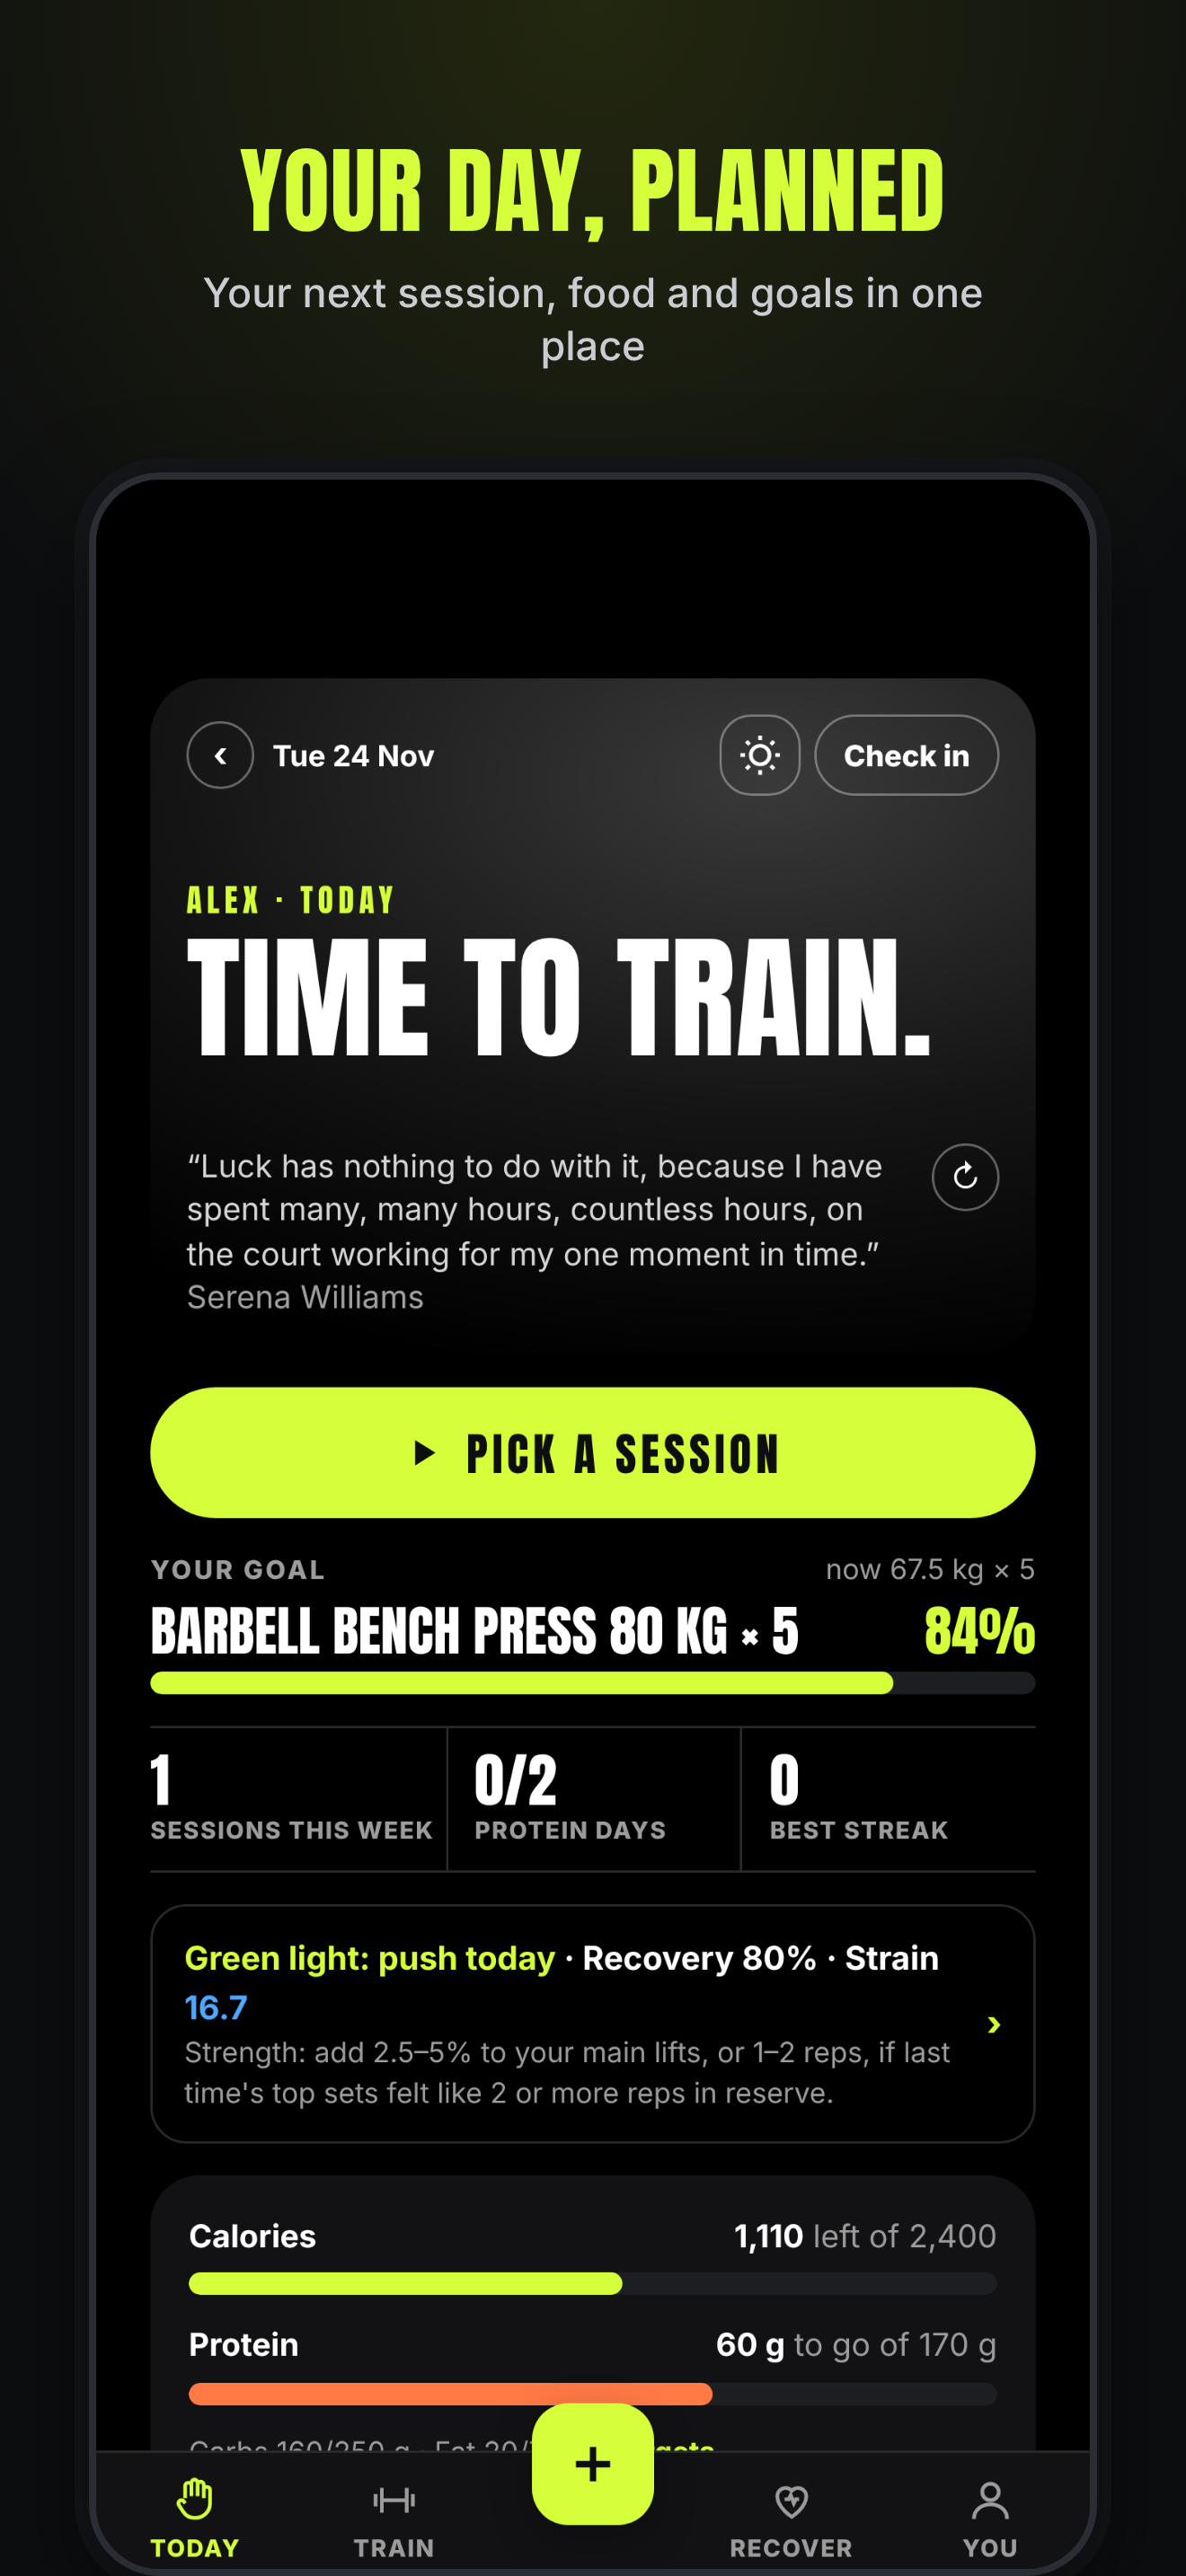 YOUR DAY, PLANNED
Your next session, food and goals in one
place
‹ Tue 24 Nov Check in
ALEX · TODAY
TIME TO TRAIN.
“Luck has nothing to do with it, because I have
spent many, many hours, countless hours, on
the court working for my one moment in time.”
Serena Williams
PICK A SESSION
YOUR GOAL now 67.5 kg × 5
BARBELL BENCH PRESS 80 KG × 5 84%
1 0/2 0
SESSIONS THIS WEEK PROTEIN DAYS BEST STREAK
Green light: push today · Recovery 80% · Strain
16.7
Strength: add 2.5–5% to your main lifts, or 1–2 reps, if last
time's top sets felt like 2 or more reps in reserve.
›
Calories 1,110 left of 2,400
Protein 60 g to go of 170 g
Carbs 160/250 g · Fat 20/
+
TODAY TRAIN RECOVER YOU